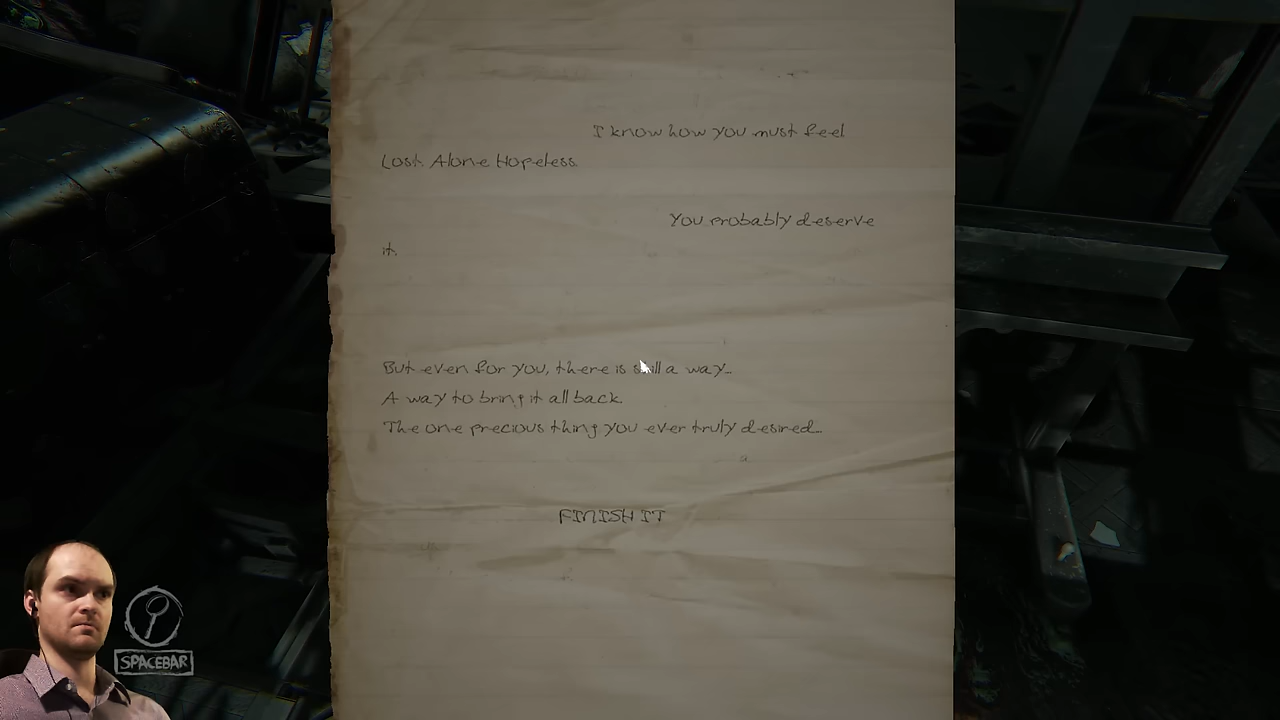 I know how you must feel
Lost. Alone. Hopeless.
You probably deserve
it.
But even for you, there is still a way...
A way to bring it all back.
The one precious thing you ever truly desired...
FINISH IT
SPACEBAR